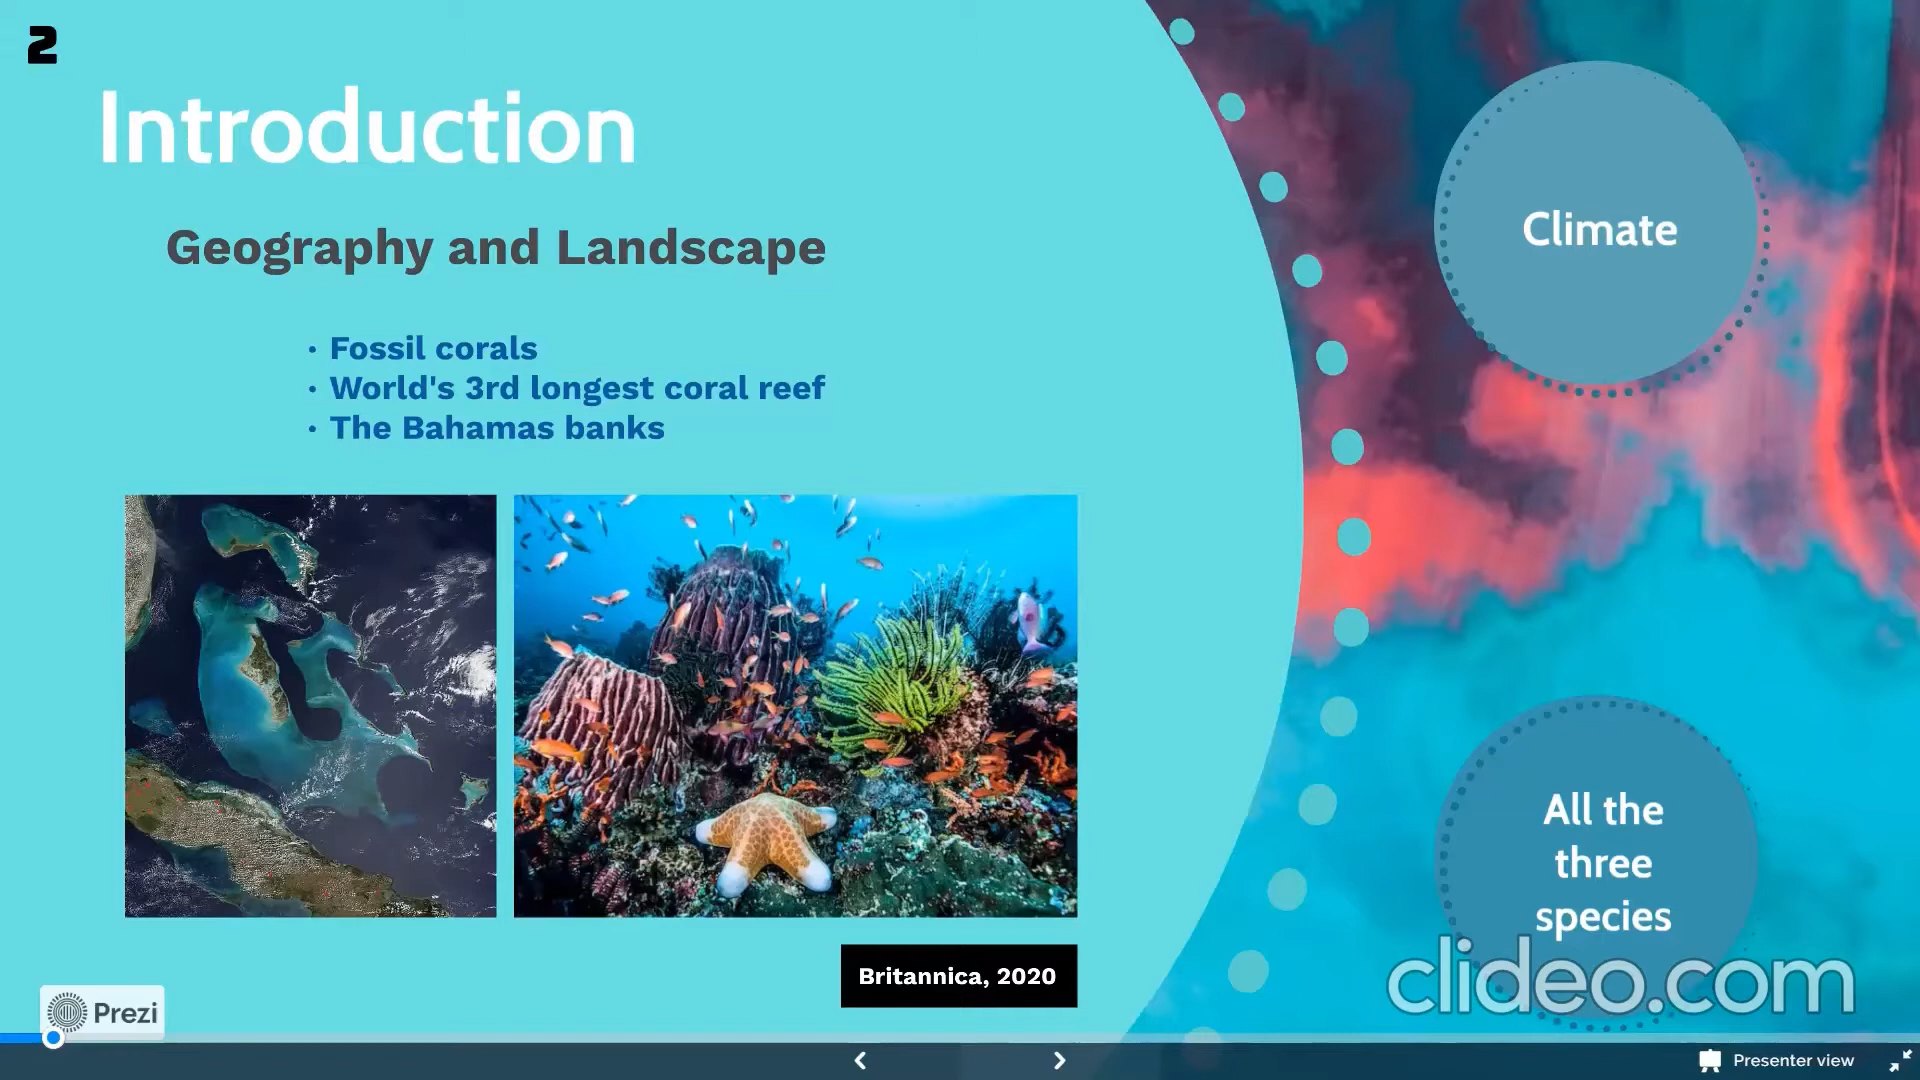 2
Introduction
Geography and Landscape
• Fossil corals
• World's 3rd longest coral reef
• The Bahamas banks
Britannica, 2020
Climate
All the
three
species
clideo.com
Prezi
Presenter view